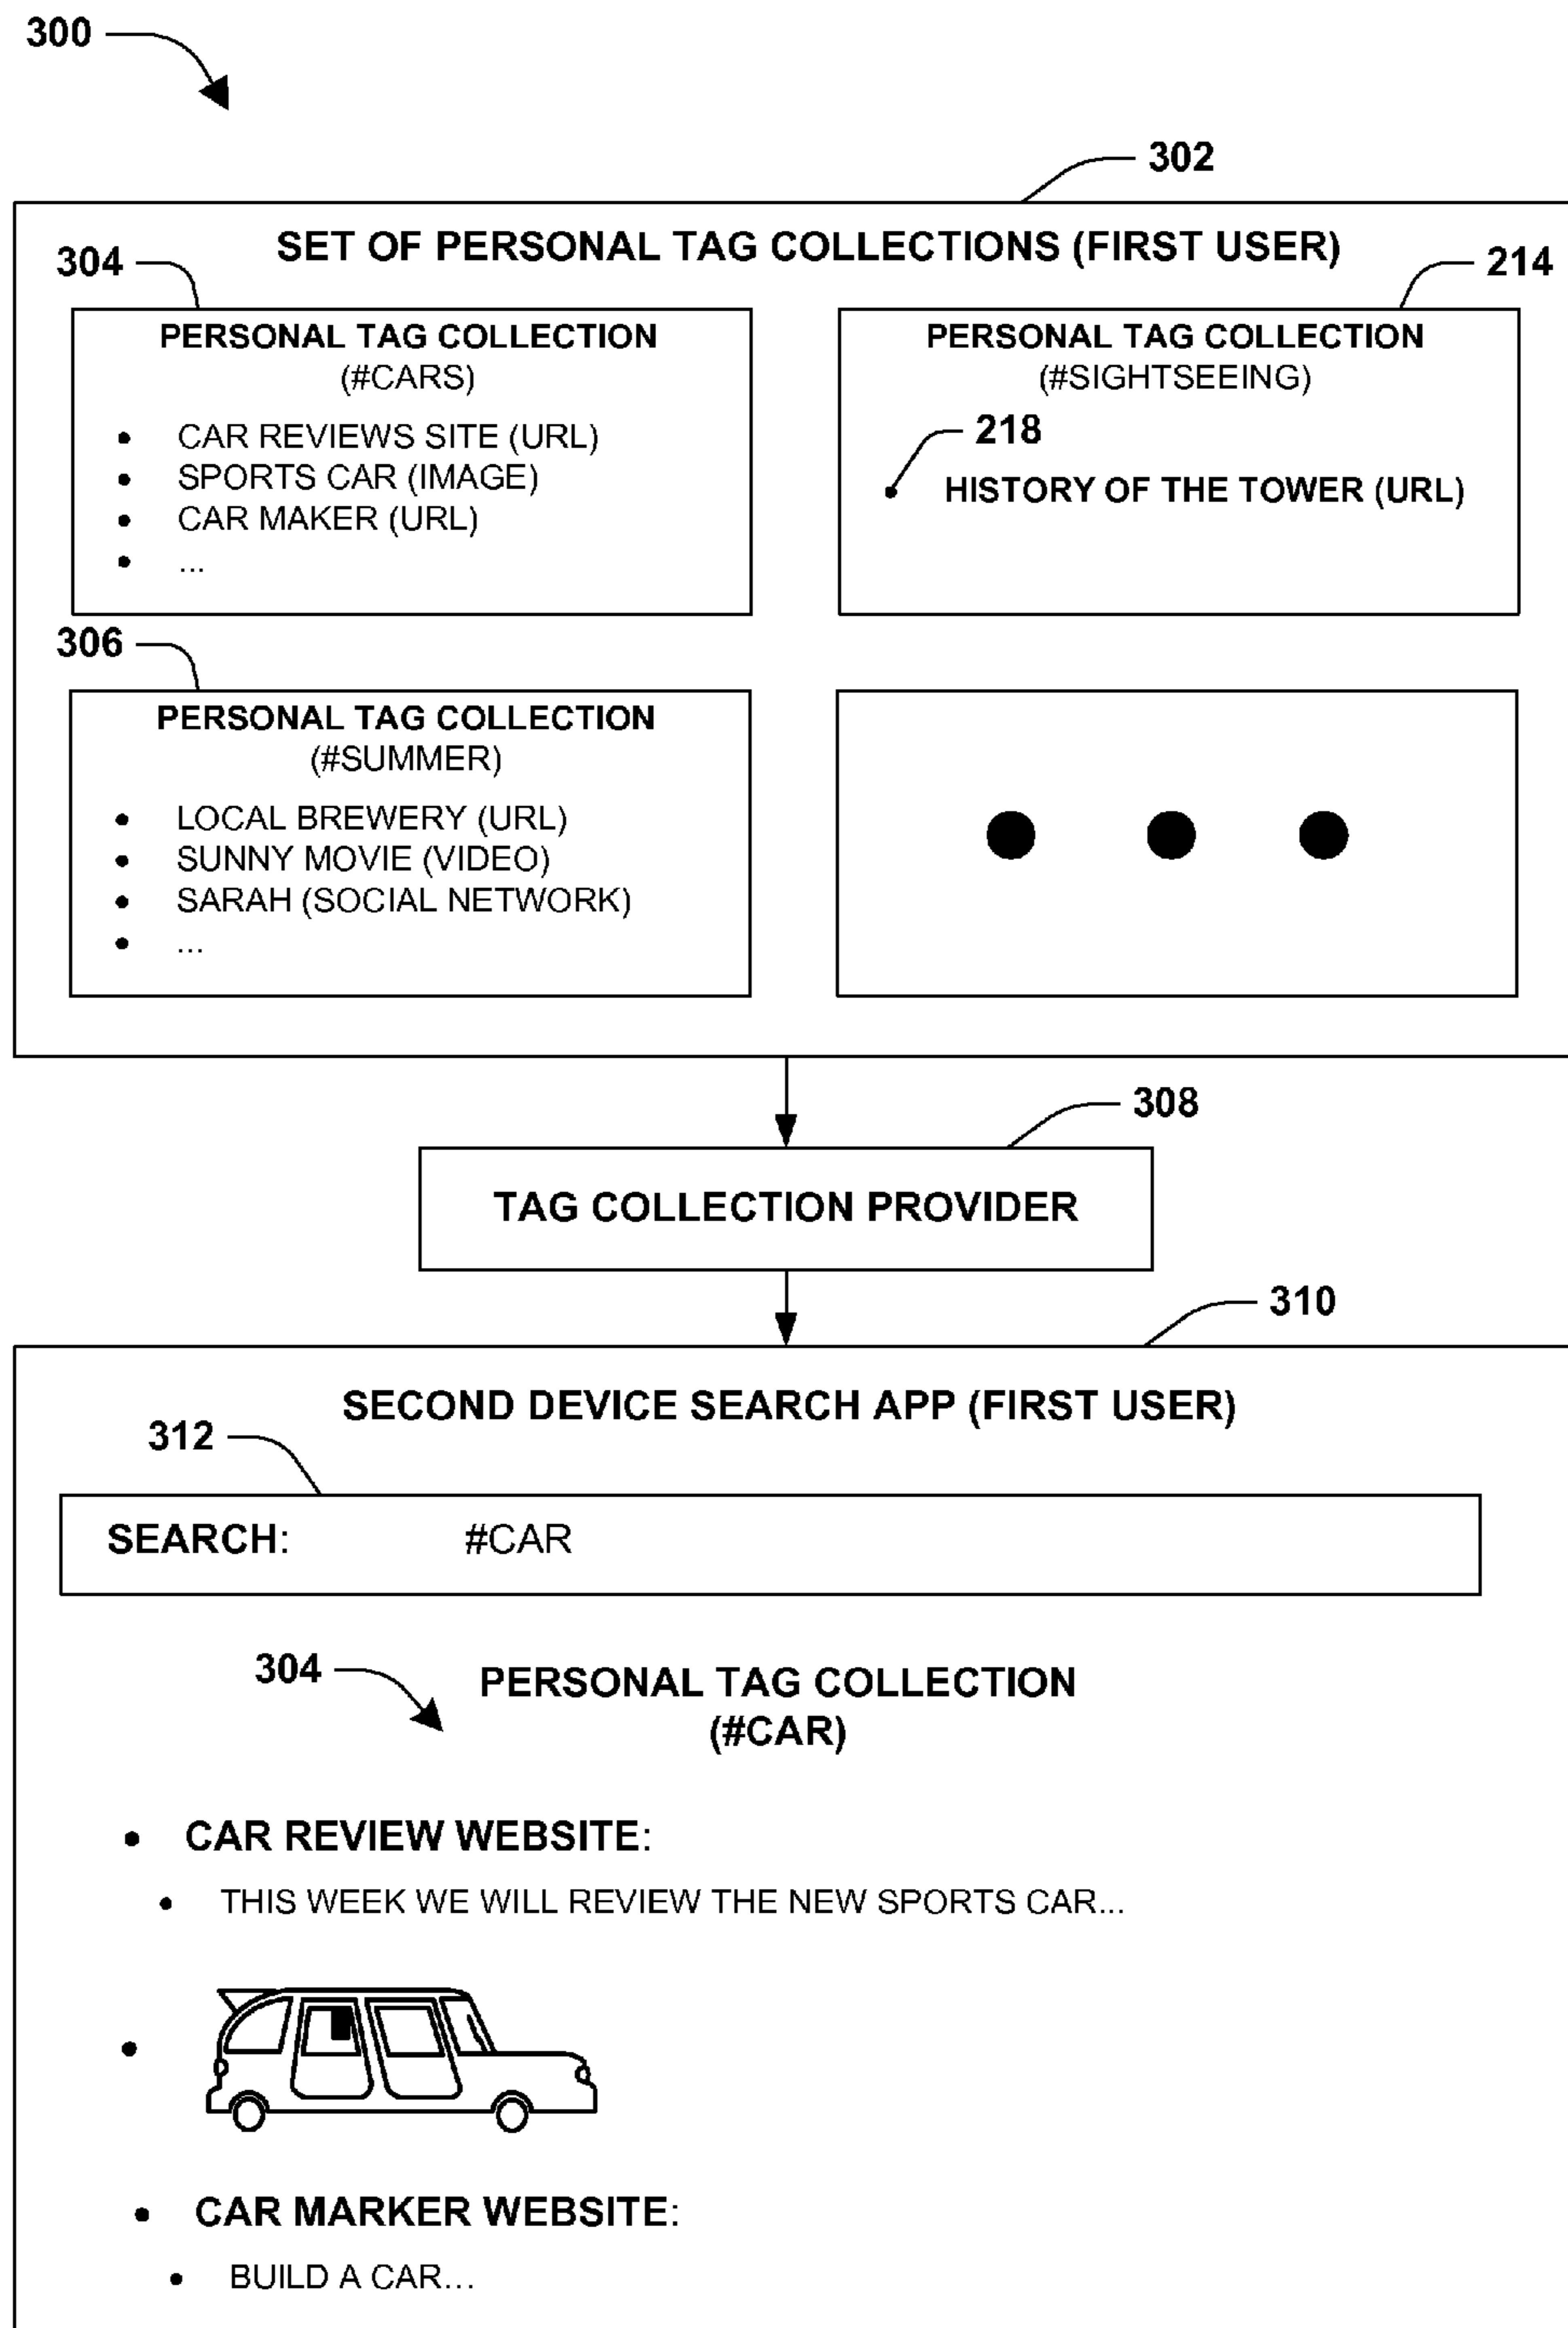 300
302
SET OF PERSONAL TAG COLLECTIONS (FIRST USER)
304
PERSONAL TAG COLLECTION
(#CARS)
• CAR REVIEWS SITE (URL)
• SPORTS CAR (IMAGE)
• CAR MAKER (URL)
• ...
214
PERSONAL TAG COLLECTION
(#SIGHTSEEING)
218
• HISTORY OF THE TOWER (URL)
306
PERSONAL TAG COLLECTION
(#SUMMER)
• LOCAL BREWERY (URL)
• SUNNY MOVIE (VIDEO)
• SARAH (SOCIAL NETWORK)
• ...
308
TAG COLLECTION PROVIDER
310
SECOND DEVICE SEARCH APP (FIRST USER)
312
SEARCH: #CAR
304
PERSONAL TAG COLLECTION
(#CAR)
• CAR REVIEW WEBSITE:
• THIS WEEK WE WILL REVIEW THE NEW SPORTS CAR...
• CAR MARKER WEBSITE:
• BUILD A CAR...